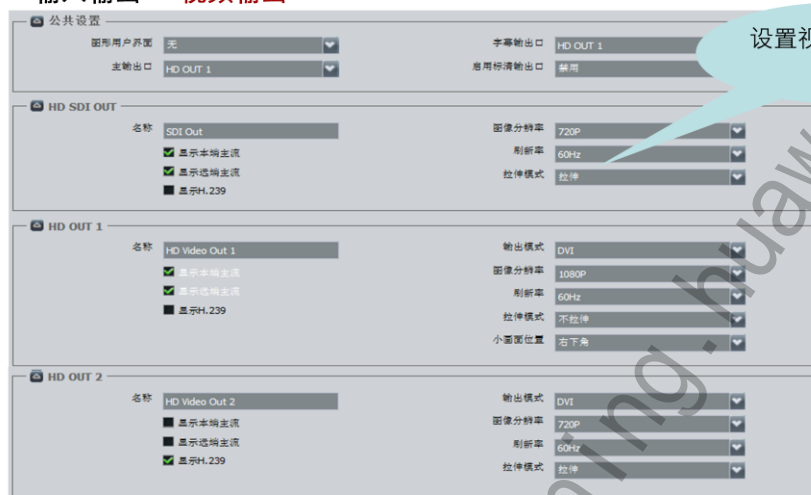 公共设置
图形用户界面 无 字幕输出口 HD OUT 1
主输出口 HD OUT 1 启用标清输出口 禁用
设置视
HD SDI OUT
名称 SDI Out 图像分辨率 720P
显示本端主流 刷新率 60Hz
显示远端主流 拉伸模式 拉伸
显示H.239
HD OUT 1
名称 HD Video Out 1 输出模式 DVI
显示本端主流 图像分辨率 1080P
显示远端主流 刷新率 60Hz
显示H.239 拉伸模式 不拉伸
小画面位置 右下角
HD OUT 2
名称 HD Video Out 2 输出模式 DVI
显示本端主流 图像分辨率 720P
显示远端主流 刷新率 60Hz
显示H.239 拉伸模式 拉伸
ning.huaw